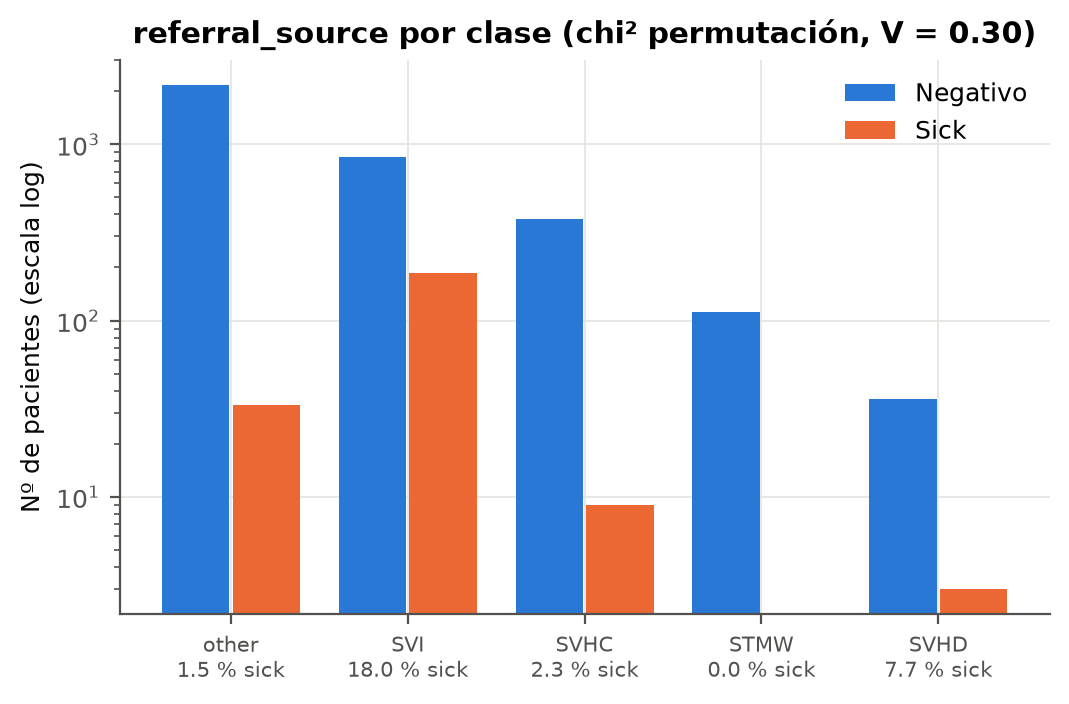 referral_source por clase (chi² permutación, V = 0.30)
Nº de pacientes (escala log)
10³
10²
10¹
Negativo
Sick
other
1.5 % sick
SVI
18.0 % sick
SVHC
2.3 % sick
STMW
0.0 % sick
SVHD
7.7 % sick